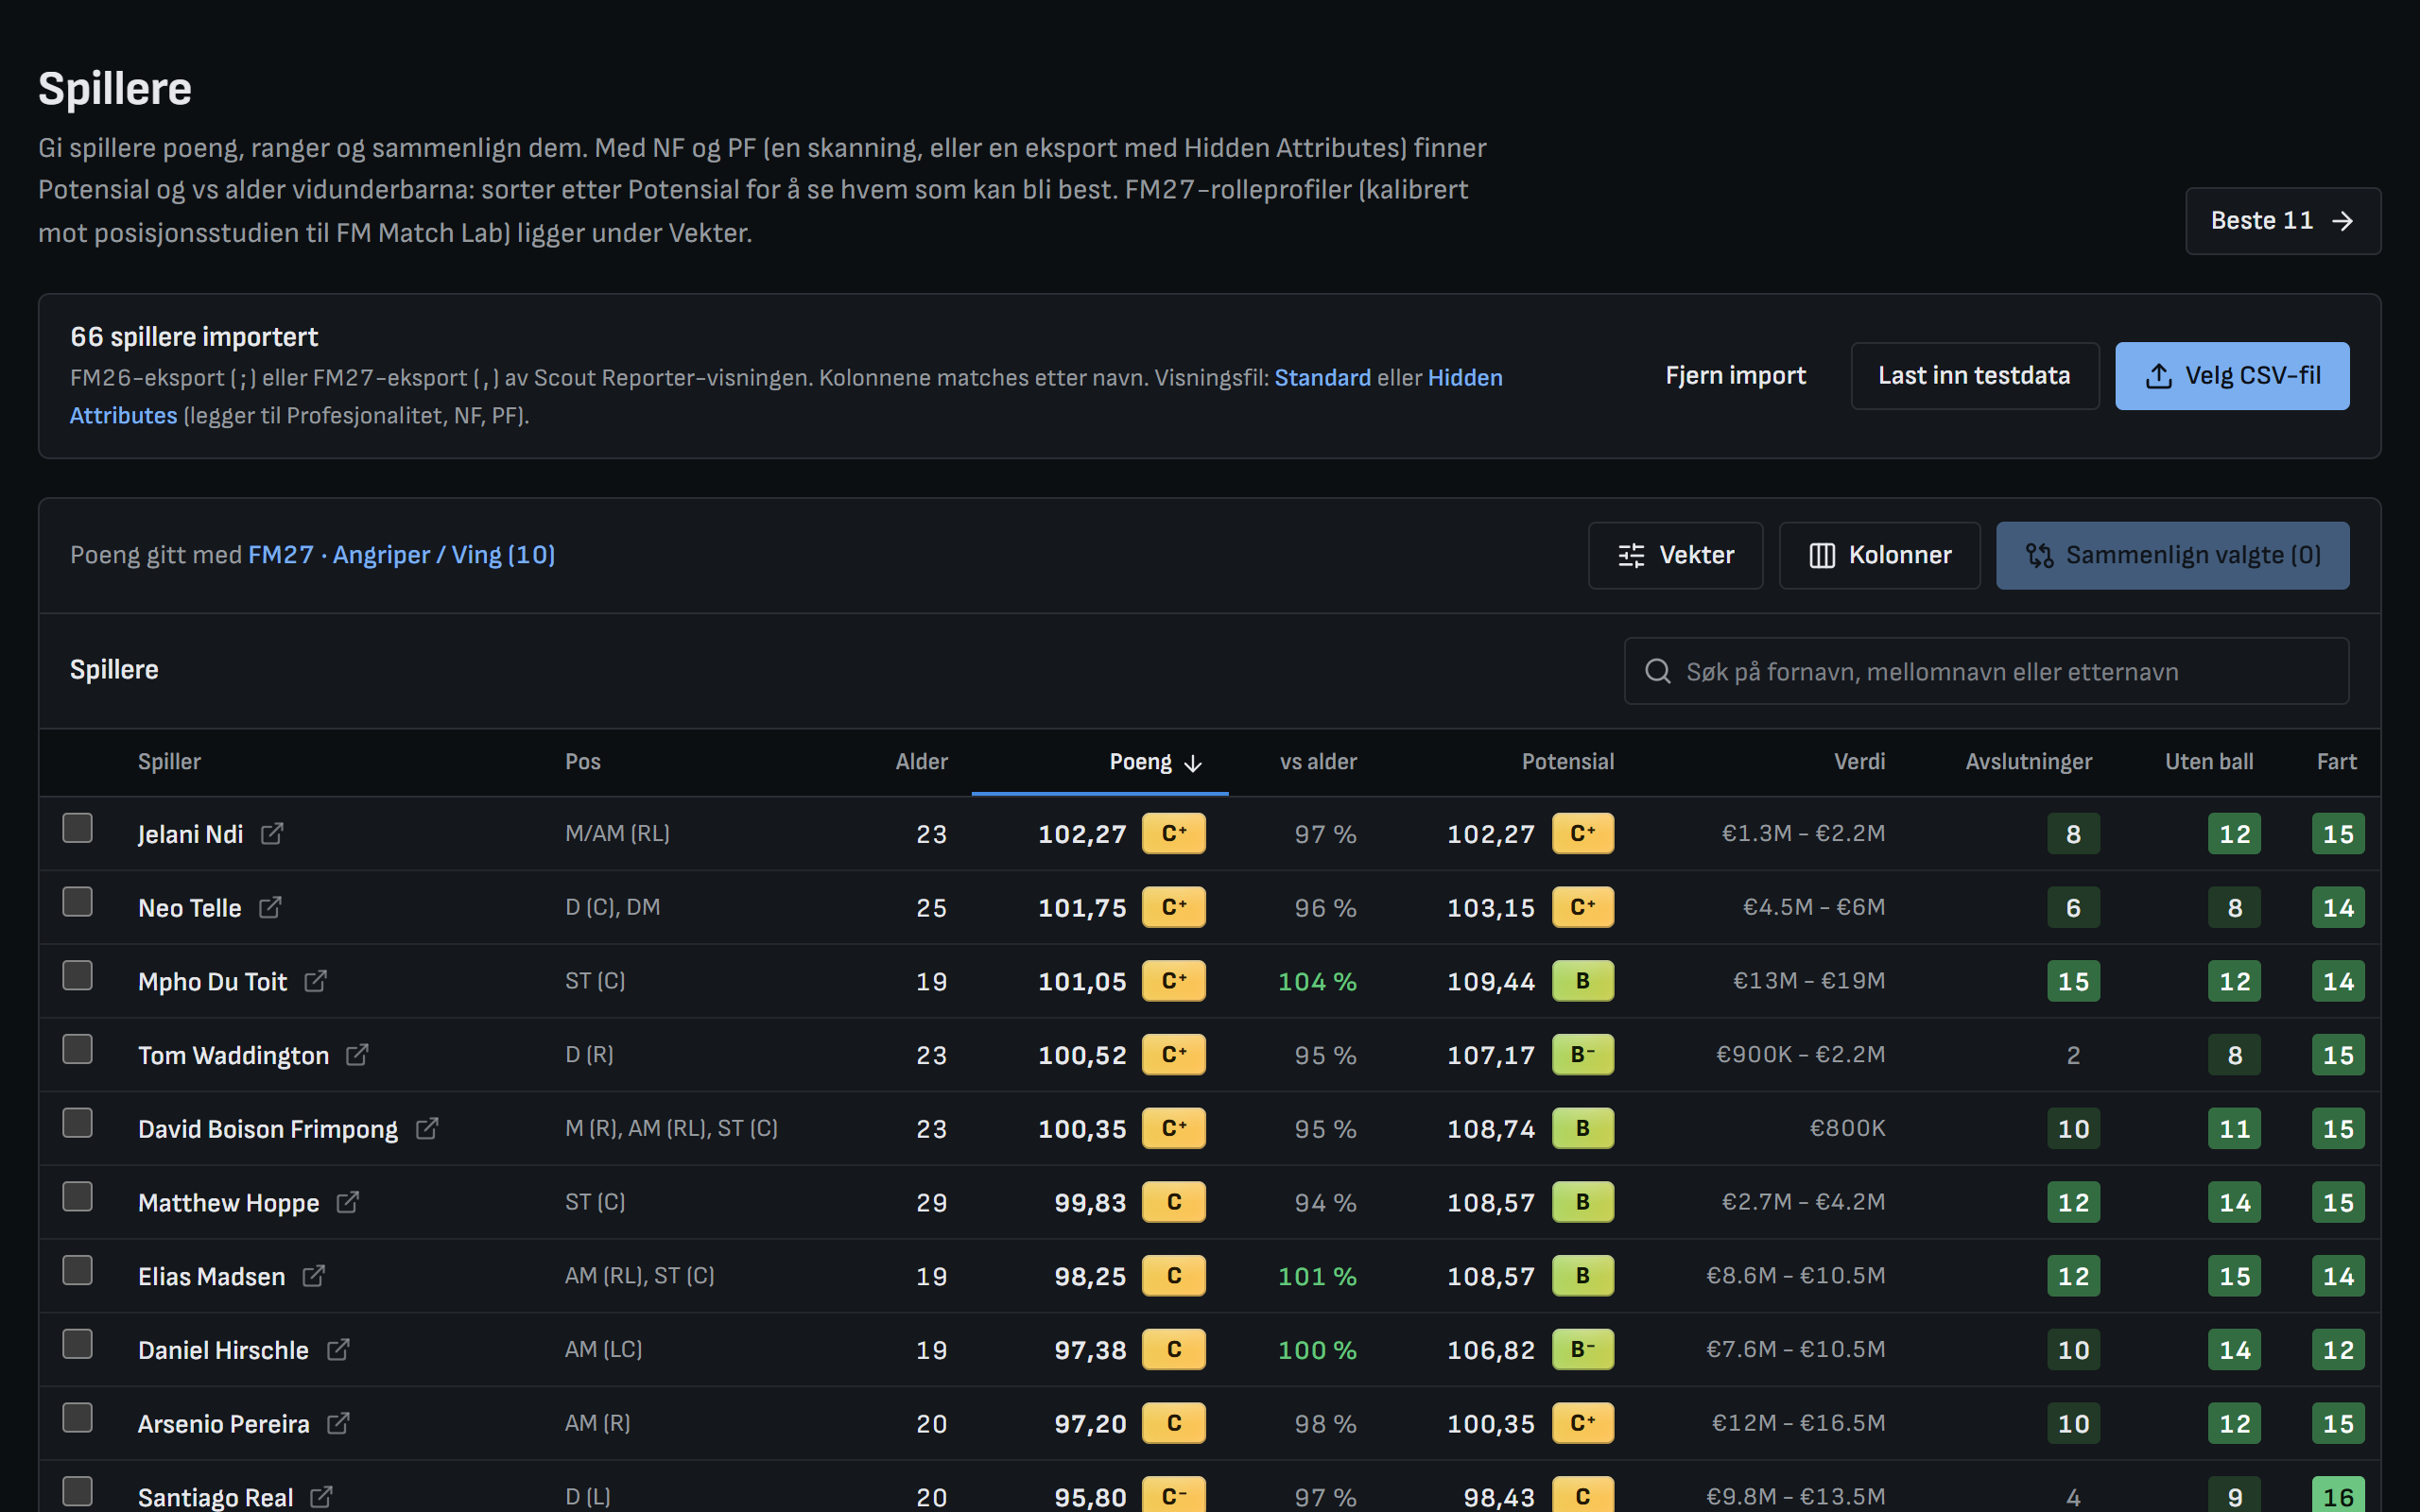 Spillere
Gi spillere poeng, ranger og sammenlign dem. Med NF og PF (en skanning, eller en eksport med Hidden Attributes) finner
Potensial og vs alder vidunderbarna: sorter etter Potensial for å se hvem som kan bli best. FM27-rolleprofiler (kalibrert
mot posisjonsstudien til FM Match Lab) ligger under Vekter.
Beste 11
66 spillere importert
FM26-eksport (;) eller FM27-eksport (,) av Scout Reporter-visningen. Kolonnene matches etter navn. Visningsfil: Standard eller Hidden
Attributes (legger til Profesjonalitet, NF, PF).
Fjern import
Last inn testdata
Velg CSV-fil
Poeng gitt med FM27 · Angriper / Ving (10)
Vekter
Kolonner
Sammenlign valgte (0)
Spillere
Søk på fornavn, mellomnavn eller etternavn
Spiller Pos Alder Poeng ↓ vs alder Potensial Verdi Avslutninger Uten ball Fart
Jelani Ndi M/AM (RL) 23 102,27 C+ 97 % 102,27 C+ €1.3M - €2.2M 8 12 15
Neo Telle D (C), DM 25 101,75 C+ 96 % 103,15 C+ €4.5M - €6M 6 8 14
Mpho Du Toit ST (C) 19 101,05 C+ 104 % 109,44 B €13M - €19M 15 12 14
Tom Waddington D (R) 23 100,52 C+ 95 % 107,17 B- €900K - €2.2M 2 8 15
David Boison Frimpong M (R), AM (RL), ST (C) 23 100,35 C+ 95 % 108,74 B €800K 10 11 15
Matthew Hoppe ST (C) 29 99,83 C 94 % 108,57 B €2.7M - €4.2M 12 14 15
Elias Madsen AM (RL), ST (C) 19 98,25 C 101 % 108,57 B €8.6M - €10.5M 12 15 14
Daniel Hirschle AM (LC) 19 97,38 C 100 % 106,82 B- €7.6M - €10.5M 10 14 12
Arsenio Pereira AM (R) 20 97,20 C 98 % 100,35 C+ €12M - €16.5M 10 12 15
Santiago Real D (L) 20 95,80 C- 97 % 98,43 C €9.8M - €13.5M 4 9 16